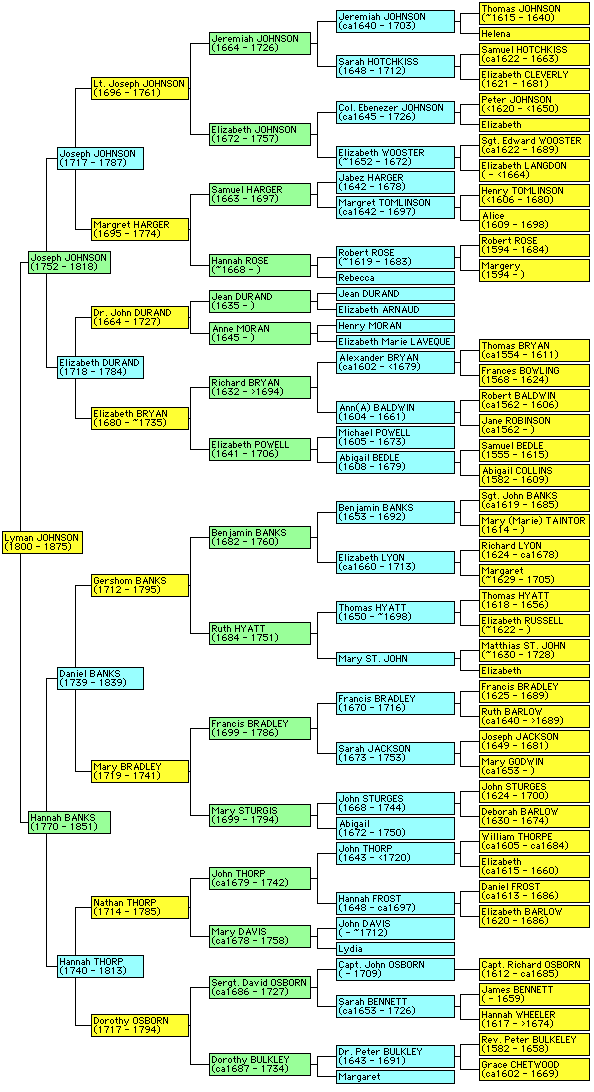 Lyman JOHNSON
(1800 - 1875)
Joseph JOHNSON
(1752 - 1818)
Hannah BANKS
(1770 - 1851)
Joseph JOHNSON
(1717 - 1787)
Elizabeth DURAND
(1718 - 1784)
Daniel BANKS
(1739 - 1839)
Hannah THORP
(1740 - 1813)
Lt. Joseph JOHNSON
(1696 - 1761)
Margret HARGER
(1695 - 1774)
Dr. John DURAND
(1664 - 1727)
Elizabeth BRYAN
(1680 - ~1735)
Gershom BANKS
(1712 - 1795)
Mary BRADLEY
(1719 - 1741)
Nathan THORP
(1714 - 1785)
Dorothy OSBORN
(1717 - 1794)
Jeremiah JOHNSON
(1664 - 1726)
Elizabeth JOHNSON
(1672 - 1757)
Samuel HARGER
(1663 - 1697)
Hannah ROSE
(~1668 - )
Jean DURAND
(1635 - )
Anne MORAN
(1645 - )
Richard BRYAN
(1632 - >1694)
Elizabeth POWELL
(1641 - 1706)
Benjamin BANKS
(1682 - 1760)
Ruth HYATT
(1684 - 1751)
Francis BRADLEY
(1699 - 1786)
Mary STURGIS
(1699 - 1794)
John THORP
(ca1679 - 1742)
Mary DAVIS
(ca1678 - 1758)
Sergt. David OSBORN
(ca1686 - 1727)
Dorothy BULKLEY
(ca1687 - 1734)
Jeremiah JOHNSON
(ca1640 - 1703)
Sarah HOTCHKISS
(1648 - 1712)
Col. Ebenezer JOHNSON
(ca1645 - 1726)
Elizabeth WOOSTER
(~1652 - 1672)
Jabez HARGER
(1642 - 1678)
Margret TOMLINSON
(ca1642 - 1697)
Robert ROSE
(~1619 - 1683)
Rebecca
Jean DURAND
Elizabeth ARNAUD
Henry MORAN
Elizabeth Marie LAVEQUE
Alexander BRYAN
(ca1602 - <1679)
Ann(A) BALDWIN
(1604 - 1661)
Michael POWELL
(1605 - 1673)
Abigail BEDLE
(1608 - 1679)
Benjamin BANKS
(1653 - 1692)
Elizabeth LYON
(ca1660 - 1713)
Thomas HYATT
(1650 - ~1698)
Mary ST. JOHN
Francis BRADLEY
(1670 - 1716)
Sarah JACKSON
(1673 - 1753)
John STURGES
(1668 - 1744)
Abigail
(1672 - 1750)
John THORP
(1643 - <1720)
Hannah FROST
(1648 - ca1697)
John DAVIS
( - ~1712)
Lydia
Capt. John OSBORN
( - 1709)
Sarah BENNETT
(ca1653 - 1726)
Dr. Peter BULKLEY
(1643 - 1691)
Margaret
Thomas JOHNSON
(~1615 - 1640)
Helena
Samuel HOTCHKISS
(ca1622 - 1663)
Elizabeth CLEVERLY
(1621 - 1681)
Peter JOHNSON
(<1620 - <1650)
Elizabeth
Sgt. Edward WOOSTER
(ca1622 - 1689)
Elizabeth LANGDON
( - <1664)
Henry TOMLINSON
(<1606 - 1680)
Alice
(1609 - 1698)
Robert ROSE
(1594 - 1684)
Margery
(1594 - )
Thomas BRYAN
(ca1554 - 1611)
Frances BOWLING
(1568 - 1624)
Robert BALDWIN
(ca1562 - 1606)
Jane ROBINSON
(ca1562 - )
Samuel BEDLE
(1555 - 1615)
Abigail COLLINS
(1582 - 1609)
Sgt. John BANKS
(ca1619 - 1685)
Mary (Marie) TAINTOR
(1614 - )
Richard LYON
(1624 - ca1678)
Margaret
(~1629 - 1705)
Thomas HYATT
(1618 - 1656)
Elizabeth RUSSELL
(~1622 - )
Matthias ST. JOHN
(~1630 - 1728)
Elizabeth
Francis BRADLEY
(1625 - 1689)
Ruth BARLOW
(ca1640 - >1689)
Joseph JACKSON
(1649 - 1681)
Mary GODWIN
(ca1653 - )
John STURGES
(1624 - 1700)
Deborah BARLOW
(1630 - 1674)
William THORPE
(ca1605 - ca1684)
Elizabeth
(ca1615 - 1660)
Daniel FROST
(ca1613 - 1686)
Elizabeth BARLOW
(1620 - 1686)
Capt. Richard OSBORN
(1612 - ca1685)
James BENNETT
( - 1659)
Hannah WHEELER
(1617 - >1674)
Rev. Peter BULKELEY
(1582 - 1658)
Grace CHETWOOD
(ca1602 - 1669)